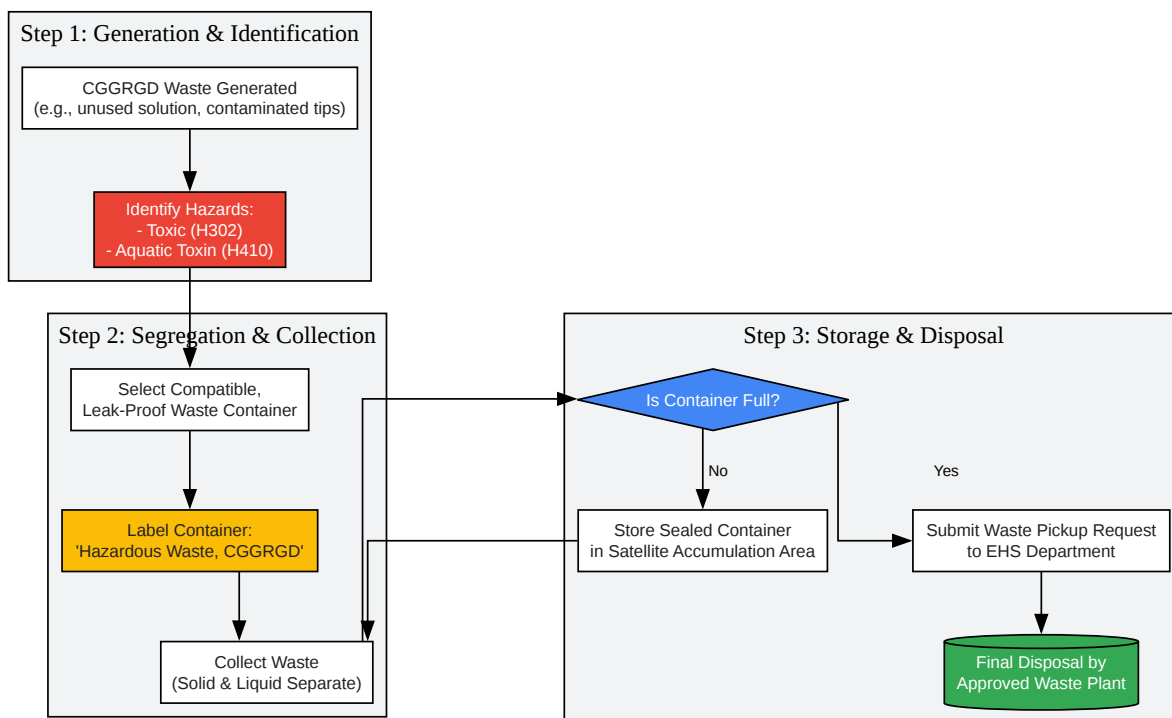 Step 1: Generation & Identification
CGGRGD Waste Generated
(e.g., unused solution, contaminated tips)
Identify Hazards:
- Toxic (H302)
- Aquatic Toxin (H410)
Step 2: Segregation & Collection
Select Compatible,
Leak-Proof Waste Container
Label Container:
'Hazardous Waste, CGGRGD'
Collect Waste
(Solid & Liquid Separate)
Step 3: Storage & Disposal
Is Container Full?
No
Yes
Store Sealed Container
in Satellite Accumulation Area
Submit Waste Pickup Request
to EHS Department
Final Disposal by
Approved Waste Plant